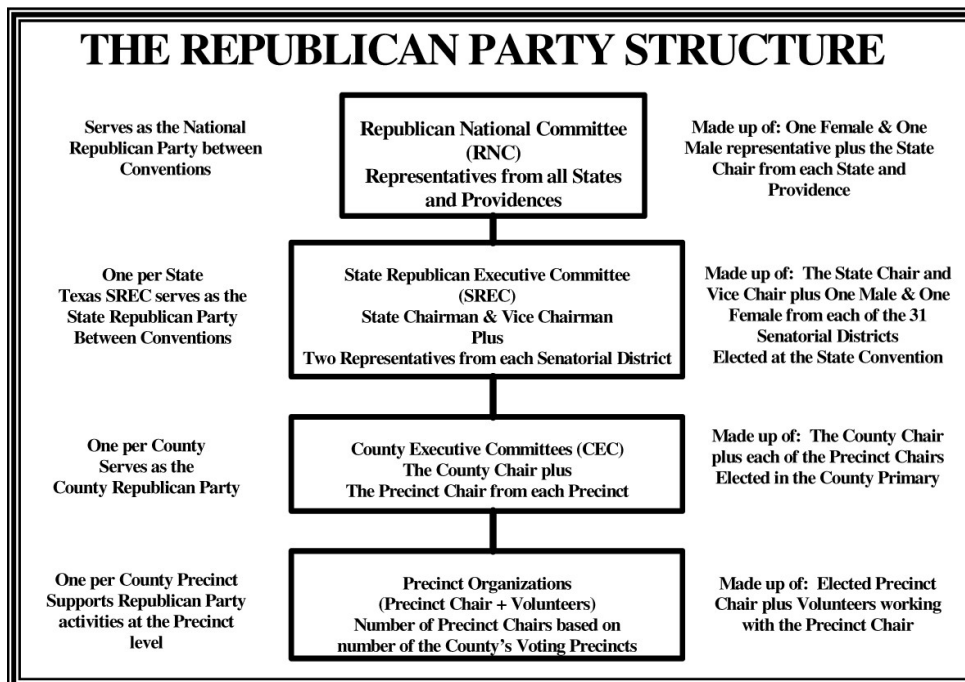 THE REPUBLICAN PARTY STRUCTURE
Serves as the National
Republican Party between
Conventions
Republican National Committee
(RNC)
Representatives from all States
and Providences
Made up of: One Female & One
Male representative plus the State
Chair from each State and
Providence
One per State
Texas SREC serves as the
State Republican Party
Between Conventions
State Republican Executive Committee
(SREC)
State Chairman & Vice Chairman
Plus
Two Representatives from each Senatorial District
Made up of: The State Chair and
Vice Chair plus One Male & One
Female from each of the 31
Senatorial Districts
Elected at the State Convention
One per County
Serves as the
County Republican Party
County Executive Committees (CEC)
The County Chair plus
The Precinct Chair from each Precinct
Made up of: The County Chair
plus each of the Precinct Chairs
Elected in the County Primary
One per County Precinct
Supports Republican Party
activities at the Precinct
level
Precinct Organizations
(Precinct Chair + Volunteers)
Number of Precinct Chairs based on
number of the County's Voting Precincts
Made up of: Elected Precinct
Chair plus Volunteers working
with the Precinct Chair